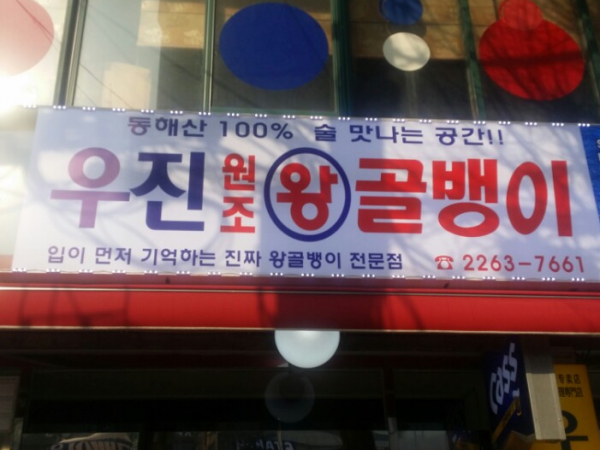 동해산 100% 술 맛나는 공간!!
우진 원조 왕 골뱅이
입이 먼저 기억하는 진짜 왕골뱅이 전문점 ☎ 2263-7661
Cass